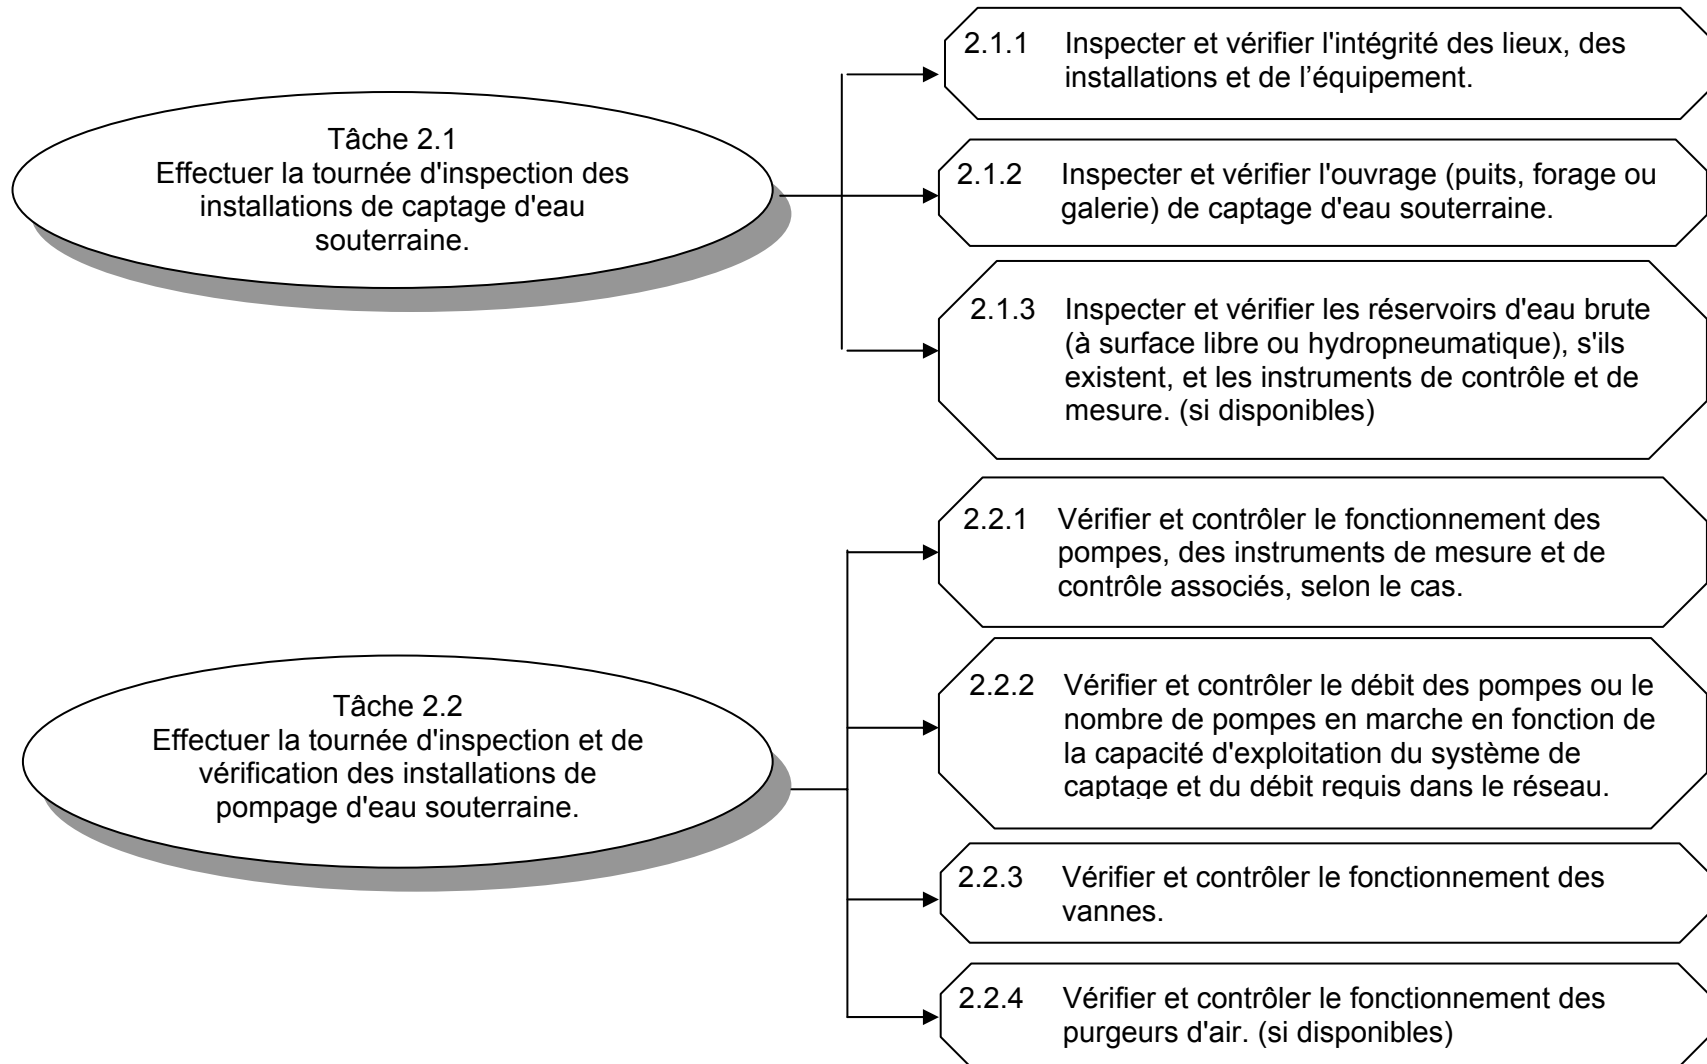 Tâche 2.1
Effectuer la tournée d'inspection des
installations de captage d'eau
souterraine.
2.1.1 Inspecter et vérifier l'intégrité des lieux, des
installations et de l’équipement.
2.1.2 Inspecter et vérifier l'ouvrage (puits, forage ou
galerie) de captage d'eau souterraine.
2.1.3 Inspecter et vérifier les réservoirs d'eau brute
(à surface libre ou hydropneumatique), s'ils
existent, et les instruments de contrôle et de
mesure. (si disponibles)
Tâche 2.2
Effectuer la tournée d'inspection et de
vérification des installations de
pompage d'eau souterraine.
2.2.1 Vérifier et contrôler le fonctionnement des
pompes, des instruments de mesure et de
contrôle associés, selon le cas.
2.2.2 Vérifier et contrôler le débit des pompes ou le
nombre de pompes en marche en fonction de
la capacité d'exploitation du système de
captage et du débit requis dans le réseau.
2.2.3 Vérifier et contrôler le fonctionnement des
vannes.
2.2.4 Vérifier et contrôler le fonctionnement des
purgeurs d'air. (si disponibles)